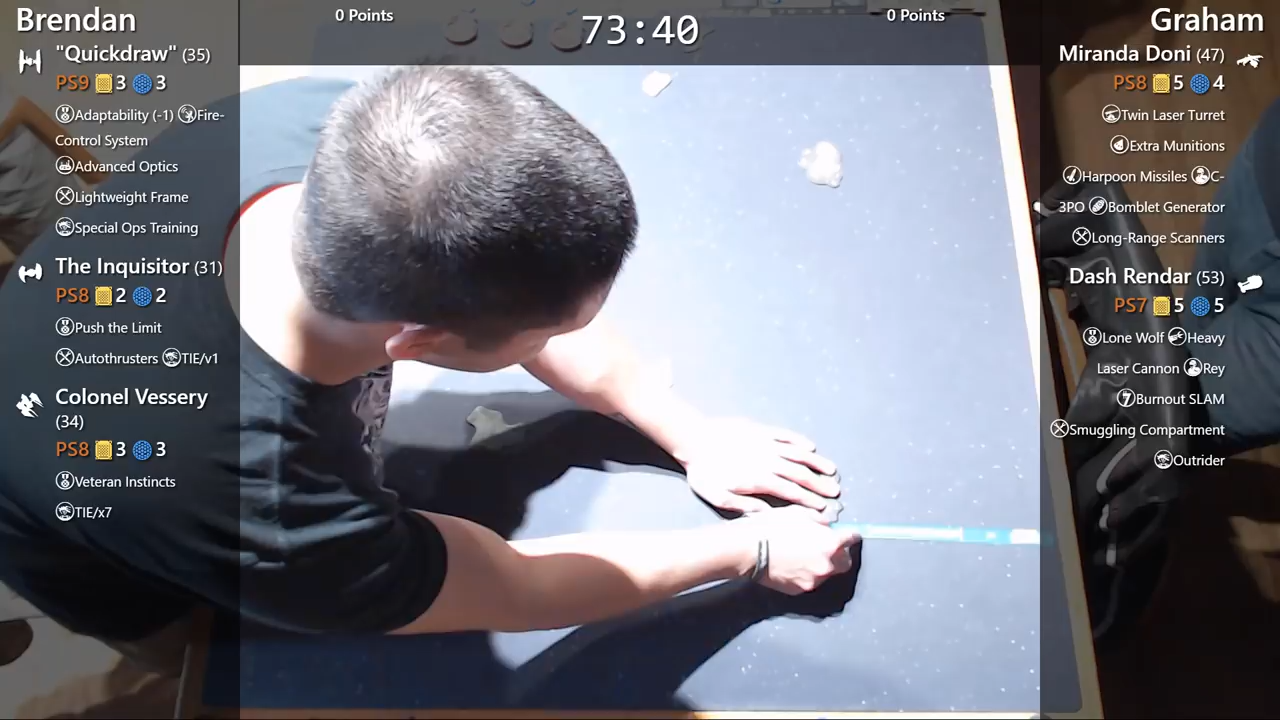 Brendan
0 Points
73:40
0 Points
Graham
"Quickdraw" (35)
PS9 3 3
Adaptability (-1) Fire-
Control System
Advanced Optics
Lightweight Frame
Special Ops Training
The Inquisitor (31)
PS8 2 2
Push the Limit
Autothrusters TIE/v1
Colonel Vessery
(34)
PS8 3 3
Veteran Instincts
TIE/x7
Miranda Doni (47)
PS8 5 4
Twin Laser Turret
Extra Munitions
Harpoon Missiles C-
3PO Bomblet Generator
Long-Range Scanners
Dash Rendar (53)
PS7 5 5
Lone Wolf Heavy
Laser Cannon Rey
Burnout SLAM
Smuggling Compartment
Outrider